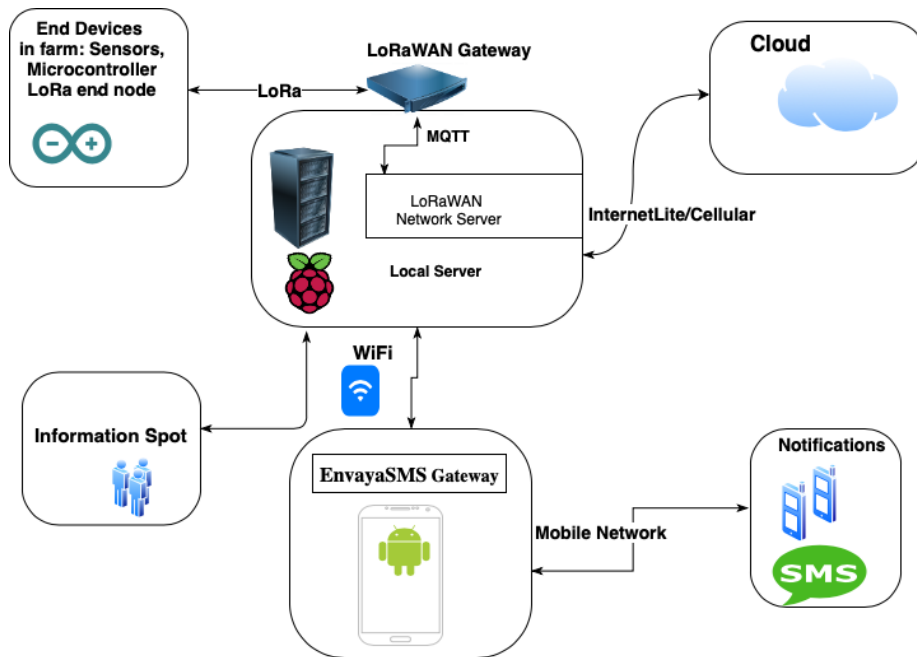 End Devices
in farm: Sensors,
Microcontroller
LoRa end node
LoRa
LoRaWAN Gateway
Cloud
MQTT
LoRaWAN
Network Server
Local Server
InternetLite/Cellular
WiFi
Information Spot
EnvayaSMS Gateway
Mobile Network
Notifications
SMS